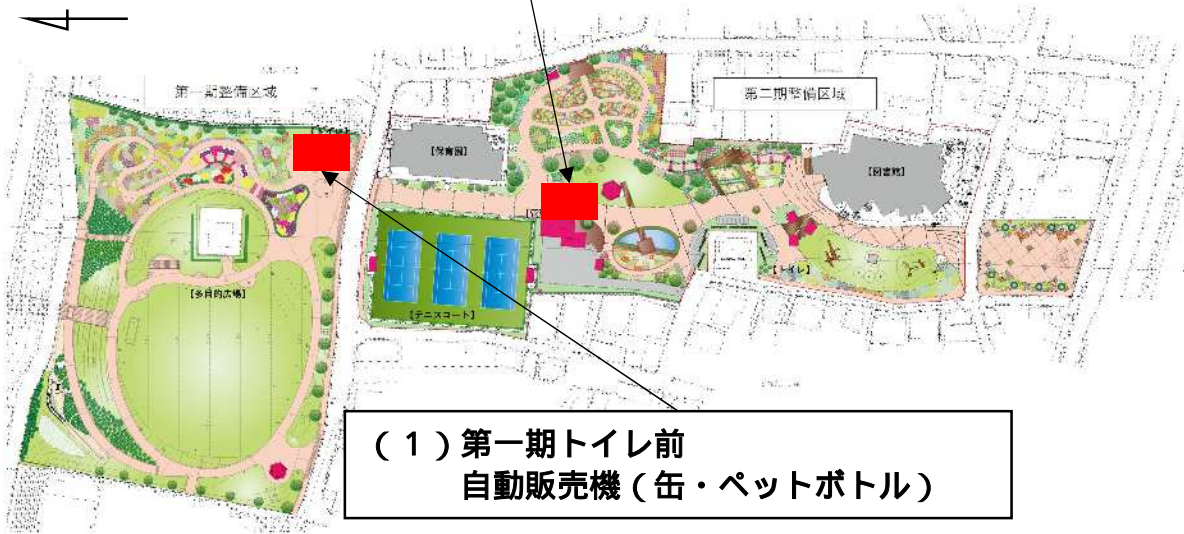 第一期整備区域
第二期整備区域
【保育園】
【図書館】
【トイレ】
【多目的広場】
【テニスコート】
（１）第一期トイレ前
自動販売機（缶・ペットボトル）